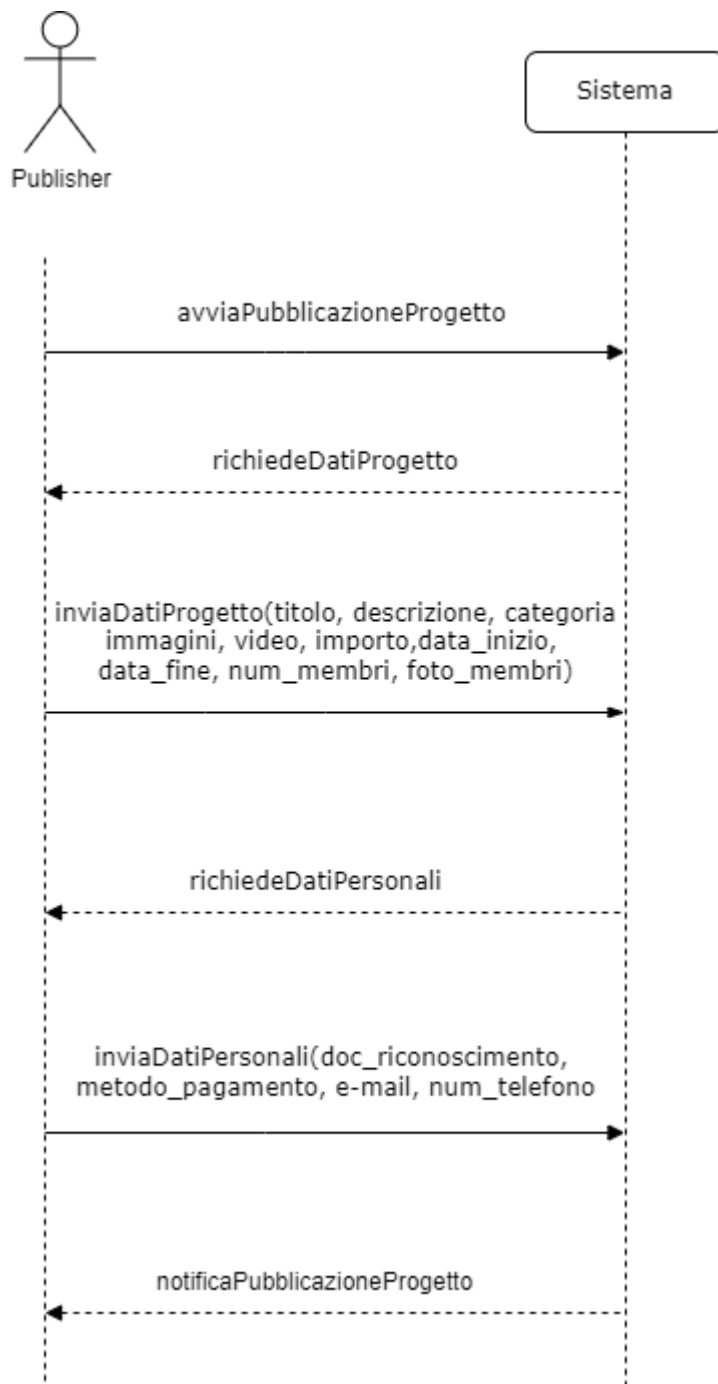 Sistema
Publisher
avviaPubblicazioneProgetto
richiedeDatiProgetto
inviaDatiProgetto(titolo, descrizione, categoria
immagini, video, importo,data_inizio,
data_fine, num_membri, foto_membri)
richiedeDatiPersonali
inviaDatiPersonali(doc_riconoscimento,
metodo_pagamento, e-mail, num_telefono
notificaPubblicazioneProgetto